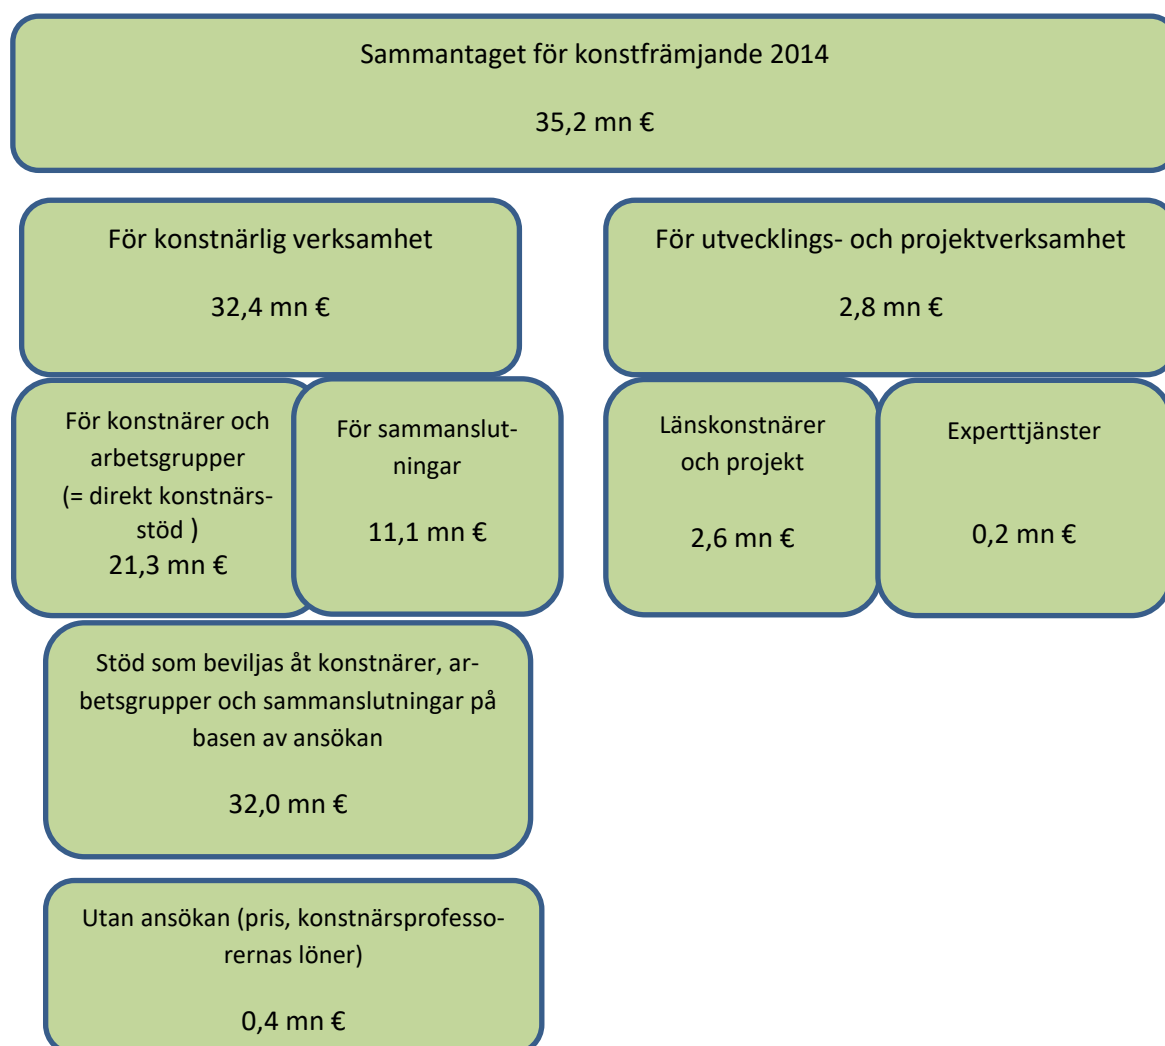 Sammantaget för konstfrämjande 2014
35,2 mn €
För konstnärlig verksamhet
32,4 mn €
För utvecklings- och projektverksamhet
2,8 mn €
För konstnärer och
arbetsgrupper
(= direkt konstnärs-
stöd )
21,3 mn €
För sammanslut-
ningar
11,1 mn €
Länskonstnärer
och projekt
2,6 mn €
Experttjänster
0,2 mn €
Stöd som beviljas åt konstnärer, ar-
betsgrupper och sammanslutningar på
basen av ansökan
32,0 mn €
Utan ansökan (pris, konstnärsprofesso-
rernas löner)
0,4 mn €